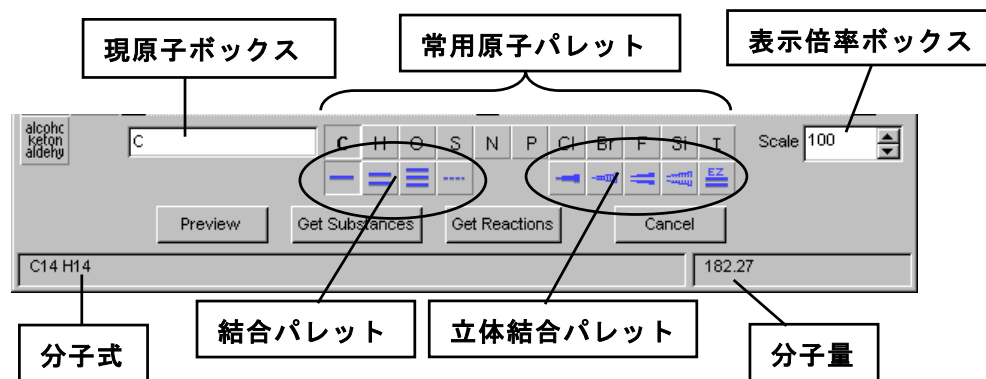 現原子ボックス
常用原子パレット
表示倍率ボックス
alcohc
keton
aldehy
C
C H O S N P Cl Br F Si I
Scale 100
EZ
Preview Get Substances Get Reactions Cancel
C14 H14 182.27
分子式
結合パレット
立体結合パレット
分子量